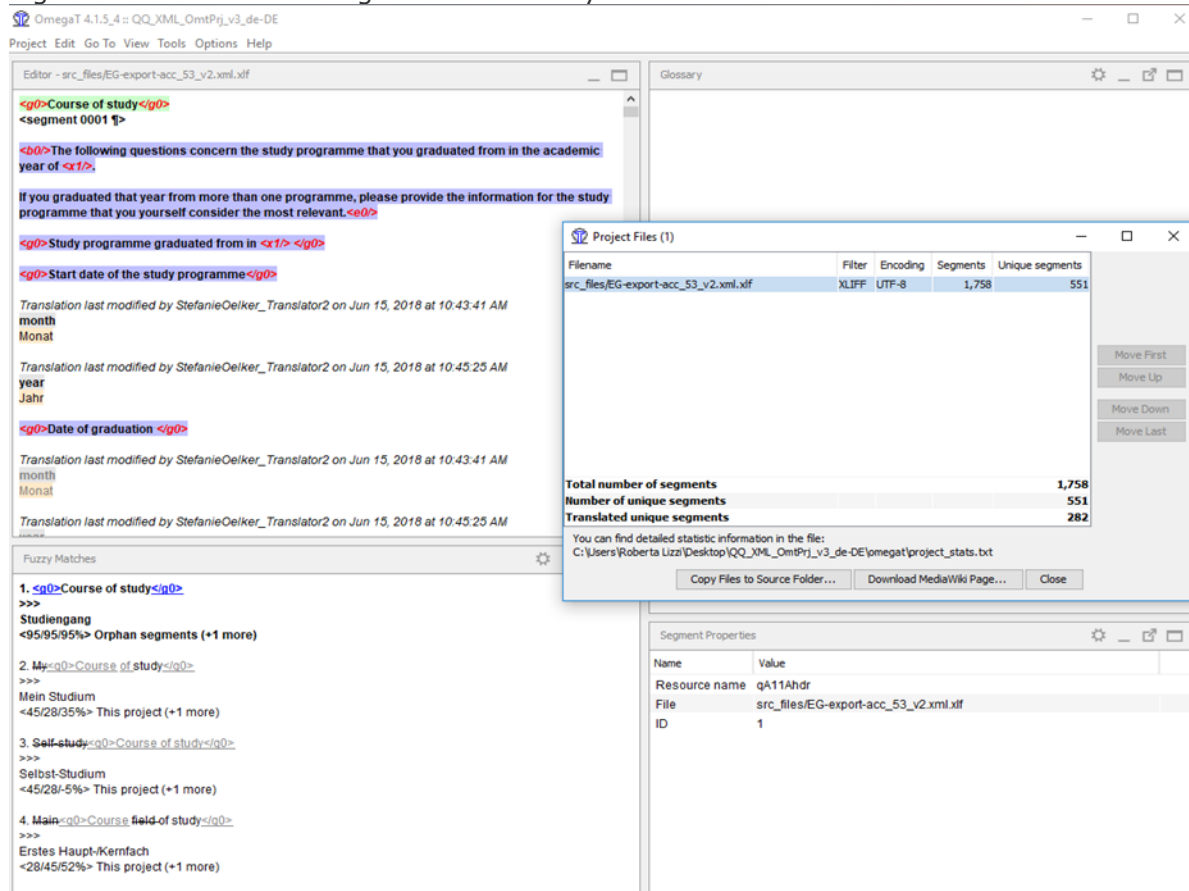 OmegaT 4.1.5_4 :: QQ_XML_OmtPrj_v3_de-DE
Project Edit Go To View Tools Options Help
Editor - src_files/EG-export-acc_53_v2.xml.xlf
<g0>Course of study</g0>
<segment 0001 ¶>
<b0/>The following questions concern the study programme that you graduated from in the academic
year of <x1/>.
If you graduated that year from more than one programme, please provide the information for the study
programme that you yourself consider the most relevant.<e0/>
<g0>Study programme graduated from in <x1/> </g0>
<g0>Start date of the study programme</g0>
Translation last modified by StefanieOelker_Translator2 on Jun 15, 2018 at 10:43:41 AM
month
Monat
Translation last modified by StefanieOelker_Translator2 on Jun 15, 2018 at 10:45:25 AM
year
Jahr
<g0>Date of graduation </g0>
Translation last modified by StefanieOelker_Translator2 on Jun 15, 2018 at 10:43:41 AM
month
Monat
Translation last modified by StefanieOelker_Translator2 on Jun 15, 2018 at 10:45:25 AM
Glossary
Project Files (1)
Filename Filter Encoding Segments Unique segments
src_files/EG-export-acc_53_v2.xml.xlf XLIFF UTF-8 1,758 551
Move First
Move Up
Move Down
Move Last
Total number of segments 1,758
Number of unique segments 551
Translated unique segments 282
You can find detailed statistic information in the file:
C:\Users\Roberta Lizzi\Desktop\QQ_XML_OmtPrj_v3_de-DE\omegat\project_stats.txt
Copy Files to Source Folder... Download MediaWiki Page... Close
Fuzzy Matches
1. <g0>Course of study</g0>
>>>
Studiengang
<95/95/95%> Orphan segments (+1 more)
2. My<g0>Course of study</g0>
>>>
Mein Studium
<45/28/35%> This project (+1 more)
3. Self-study<g0>Course of study</g0>
>>>
Selbst-Studium
<45/28/-5%> This project (+1 more)
4. Main<g0>Course field of study</g0>
>>>
Erstes Haupt-/Kernfach
<28/45/52%> This project (+1 more)
Segment Properties
Name Value
Resource name qA11Ahdr
File src_files/EG-export-acc_53_v2.xml.xlf
ID 1